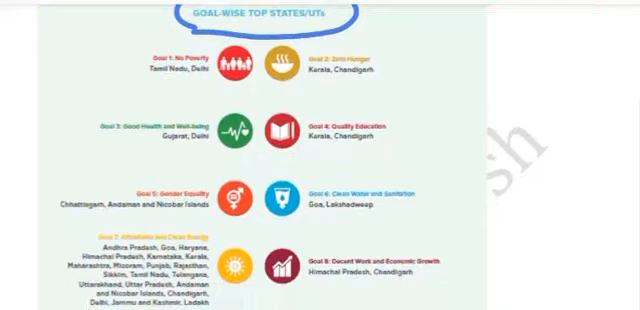 GOAL-WISE TOP STATES/UTs
Goal 1: No Poverty
Tamil Nadu, Delhi
Goal 2: Zero Hunger
Kerala, Chandigarh
Goal 3: Good Health and Well-being
Gujarat, Delhi
Goal 4: Quality Education
Kerala, Chandigarh
Goal 5: Gender Equality
Chhattisgarh, Andaman and Nicobar Islands
Goal 6: Clean Water and Sanitation
Goa, Lakshadweep
Goal 7: Affordable and Clean Energy
Andhra Pradesh, Goa, Haryana,
Himachal Pradesh, Karnataka, Kerala,
Maharashtra, Mizoram, Punjab, Rajasthan,
Sikkim, Tamil Nadu, Telangana,
Uttarakhand, Uttar Pradesh, Andaman
and Nicobar Islands, Chandigarh,
Delhi, Jammu and Kashmir, Ladakh
Goal 8: Decent Work and Economic Growth
Himachal Pradesh, Chandigarh
sh